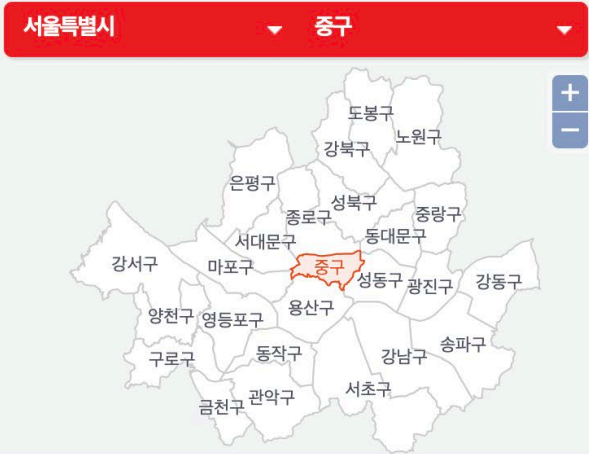 서울특별시 중구
+
−
도봉구
노원구
강북구
은평구
성북구
종로구
중랑구
서대문구
동대문구
강서구
마포구
중구
성동구
광진구
강동구
용산구
양천구
영등포구
송파구
동작구
강남구
구로구
서초구
관악구
금천구